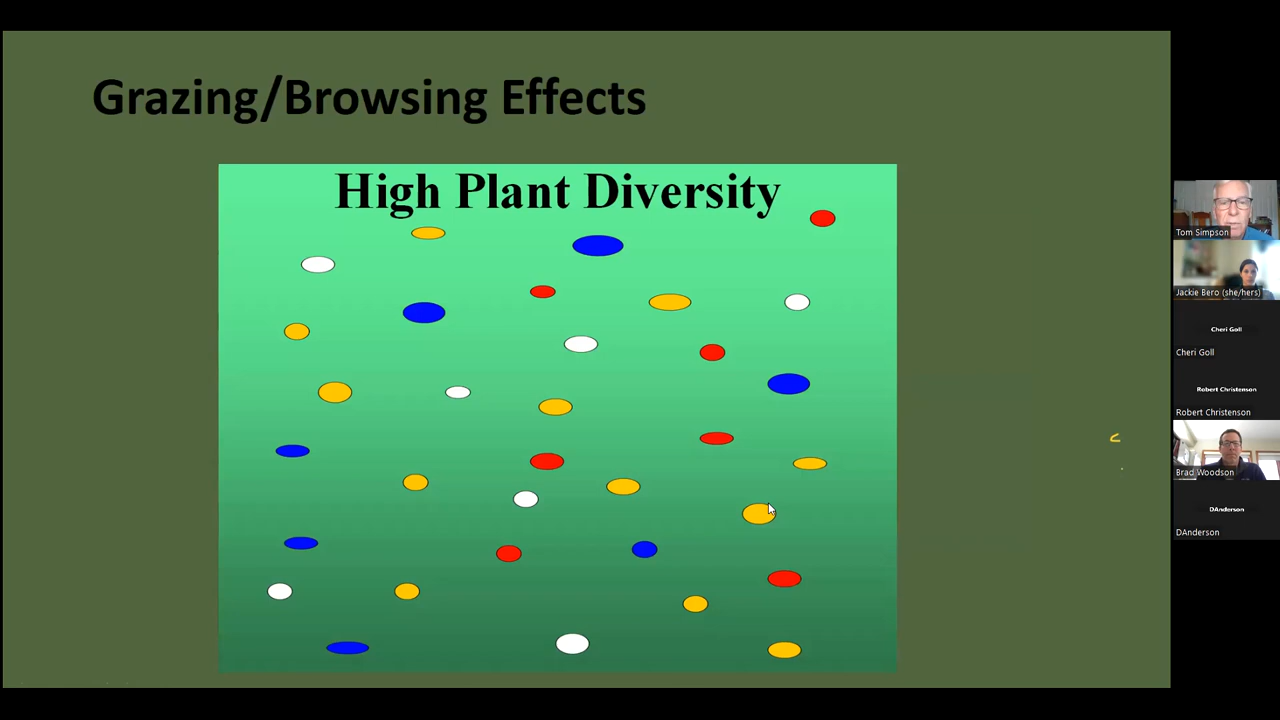 Grazing/Browsing Effects
High Plant Diversity
Tom Simpson
Jackie Bero (she/hers)
Cheri Goll
Cheri Goll
Robert Christenson
Robert Christenson
Brad Woodson
DAnderson
DAnderson